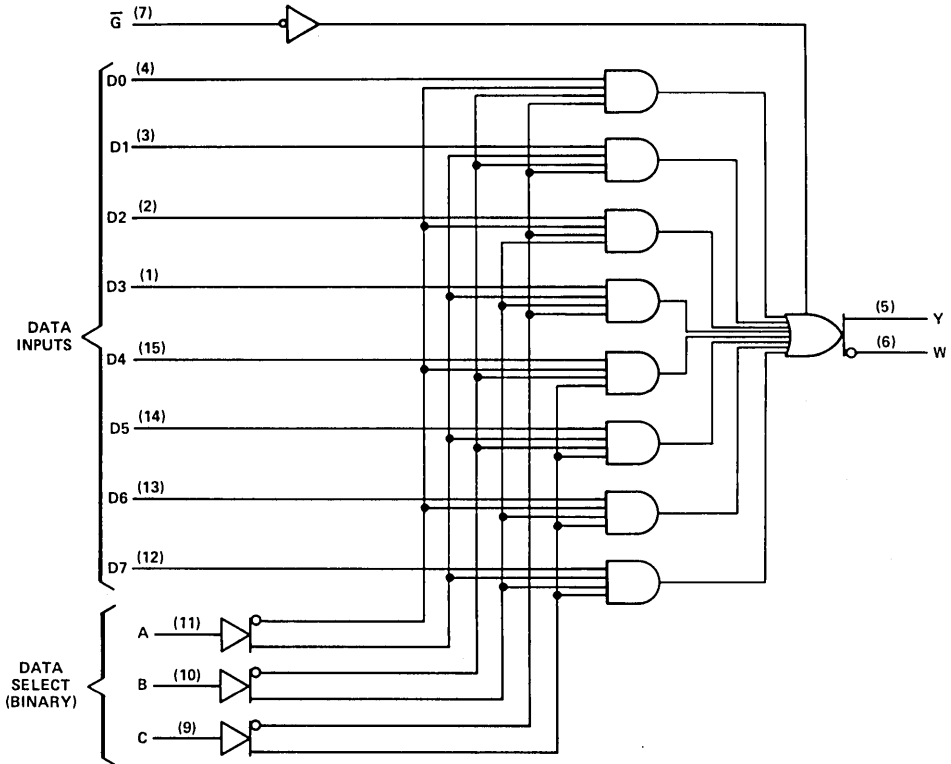 G̅ (7)
D0 (4)
D1 (3)
D2 (2)
D3 (1)
DATA
INPUTS
D4 (15)
D5 (14)
D6 (13)
D7 (12)
(5) Y
(6) W
A (11)
DATA
SELECT
(BINARY)
B (10)
C (9)